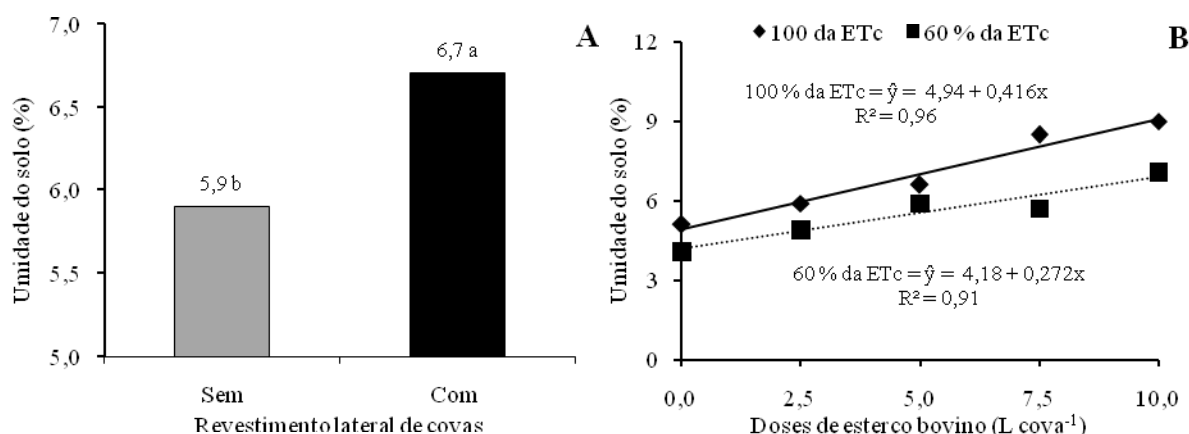 A
Umidade do solo (%)
7,0
6,5
6,0
5,5
5,0
5,9 b
6,7 a
Sem
Com
Revestimento lateral de covas
B
100 da ETc
60 % da ETc
Umidade do solo (%)
12
9
6
3
0
100 % da ETc = ŷ = 4,94 + 0,416x
R² = 0,96
60 % da ETc = ŷ = 4,18 + 0,272x
R² = 0,91
0,0
2,5
5,0
7,5
10,0
Doses de esterco bovino (L cova⁻¹)